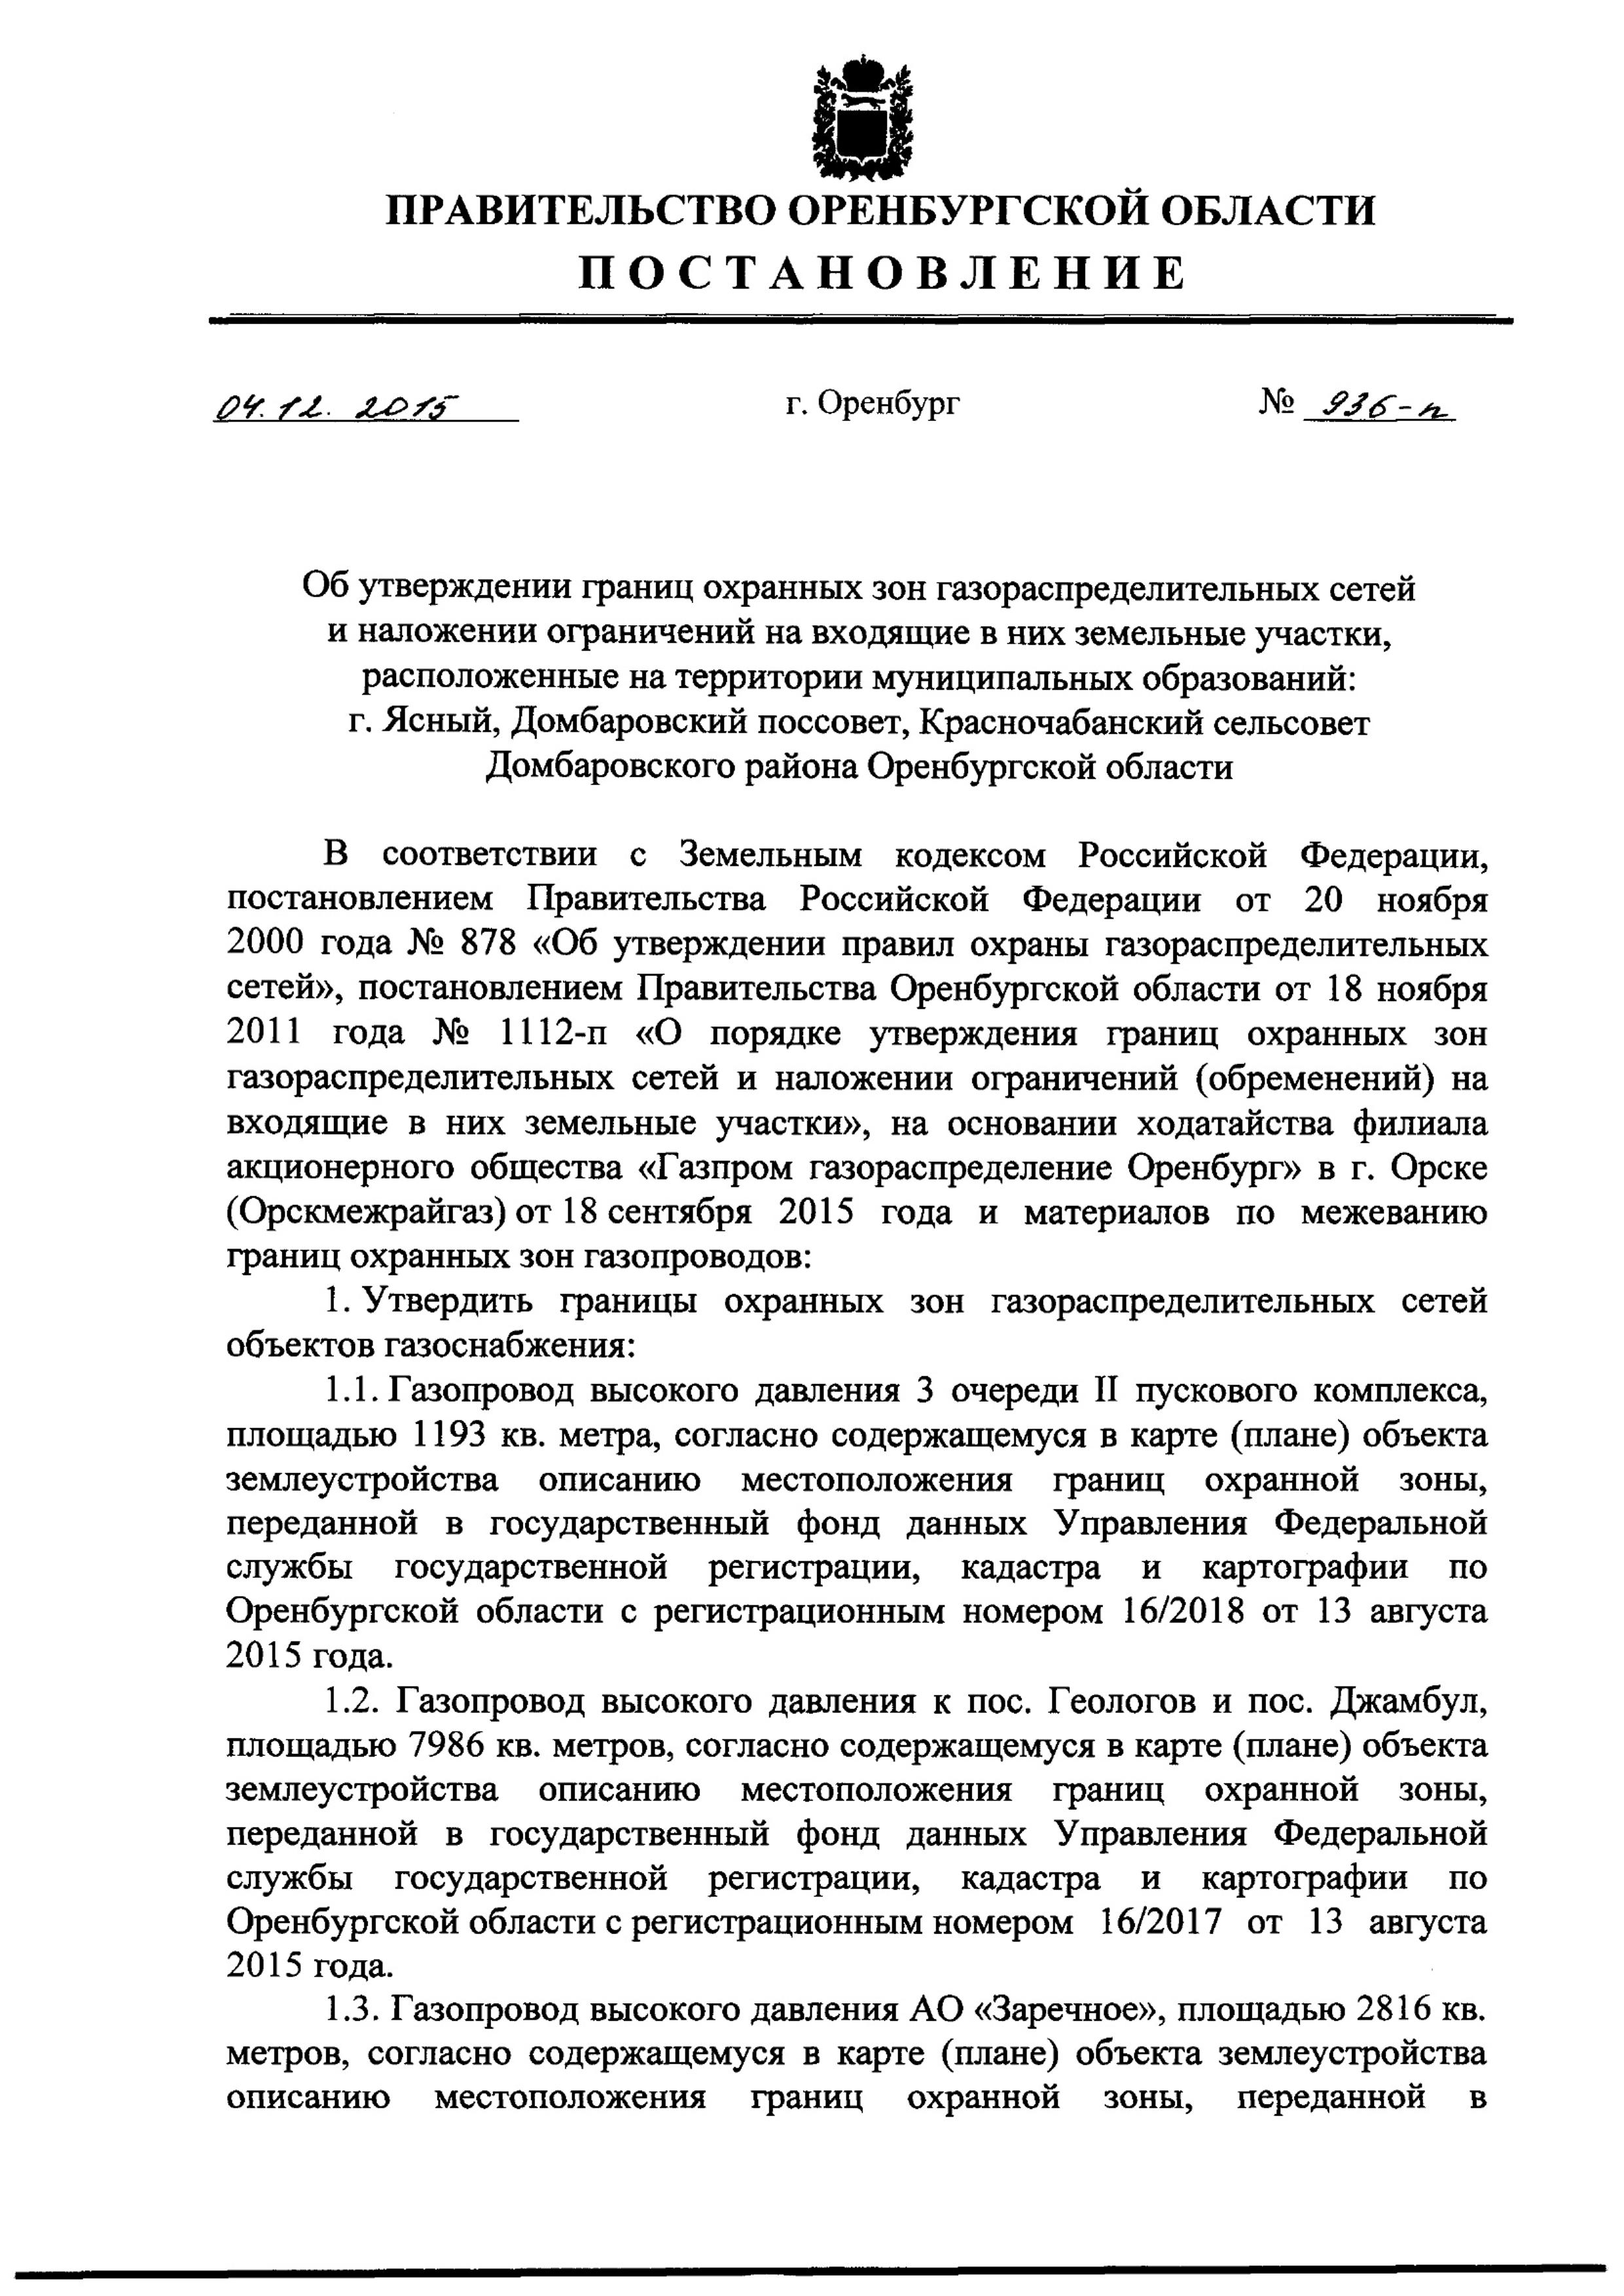 ПРАВИТЕЛЬСТВО ОРЕНБУРГСКОЙ ОБЛАСТИ
ПОСТАНОВЛЕНИЕ
04.12.2015 г. Оренбург № 936-п
Об утверждении границ охранных зон газораспределительных сетей
и наложении ограничений на входящие в них земельные участки,
расположенные на территории муниципальных образований:
г. Ясный, Домбаровский поссовет, Красночабанский сельсовет
Домбаровского района Оренбургской области
В соответствии с Земельным кодексом Российской Федерации,
постановлением Правительства Российской Федерации от 20 ноября
2000 года № 878 «Об утверждении правил охраны газораспределительных
сетей», постановлением Правительства Оренбургской области от 18 ноября
2011 года № 1112-п «О порядке утверждения границ охранных зон
газораспределительных сетей и наложении ограничений (обременений) на
входящие в них земельные участки», на основании ходатайства филиала
акционерного общества «Газпром газораспределение Оренбург» в г. Орске
(Орскмежрайгаз) от 18 сентября 2015 года и материалов по межеванию
границ охранных зон газопроводов:
1. Утвердить границы охранных зон газораспределительных сетей
объектов газоснабжения:
1.1. Газопровод высокого давления 3 очереди II пускового комплекса,
площадью 1193 кв. метра, согласно содержащемуся в карте (плане) объекта
землеустройства описанию местоположения границ охранной зоны,
переданной в государственный фонд данных Управления Федеральной
службы государственной регистрации, кадастра и картографии по
Оренбургской области с регистрационным номером 16/2018 от 13 августа
2015 года.
1.2. Газопровод высокого давления к пос. Геологов и пос. Джамбул,
площадью 7986 кв. метров, согласно содержащемуся в карте (плане) объекта
землеустройства описанию местоположения границ охранной зоны,
переданной в государственный фонд данных Управления Федеральной
службы государственной регистрации, кадастра и картографии по
Оренбургской области с регистрационным номером 16/2017 от 13 августа
2015 года.
1.3. Газопровод высокого давления АО «Заречное», площадью 2816 кв.
метров, согласно содержащемуся в карте (плане) объекта землеустройства
описанию местоположения границ охранной зоны, переданной в